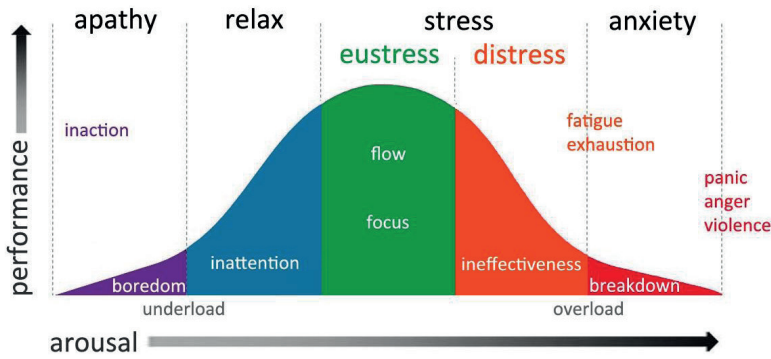 apathy
relax
stress
anxiety
eustress
distress
inaction
fatigue
exhaustion
flow
panic
anger
violence
focus
inattention
ineffectiveness
boredom
breakdown
underload
overload
performance
arousal